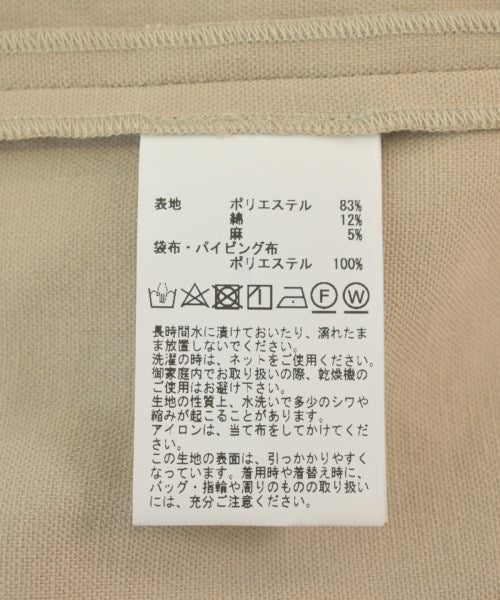 表地 ポリエステル 83%
綿 12%
麻 5%
袋布・パイピング布
ポリエステル 100%
F W
長時間水に漬けておいたり、濡れたま
ま放置しないでください。
洗濯の時は、ネットをご使用ください。
御家庭内でお取り扱いの際、乾燥機の
ご使用はお避け下さい。
生地の性質上、水洗いで多少のシワや
縮みが起こることがあります。
アイロンは、当て布をしてかけてくだ
さい。
この生地の表面は、引っかかりやすく
なっています。着用時や着替え時に、
バッグ・指輪や周りのものの取り扱い
には、充分ご注意ください。